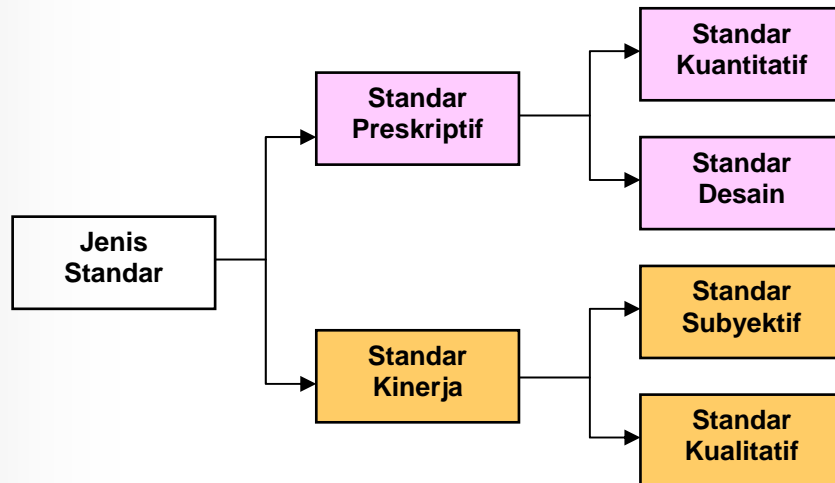 Jenis
Standar
Standar
Preskriptif
Standar
Kuantitatif
Standar
Desain
Standar
Kinerja
Standar
Subyektif
Standar
Kualitatif